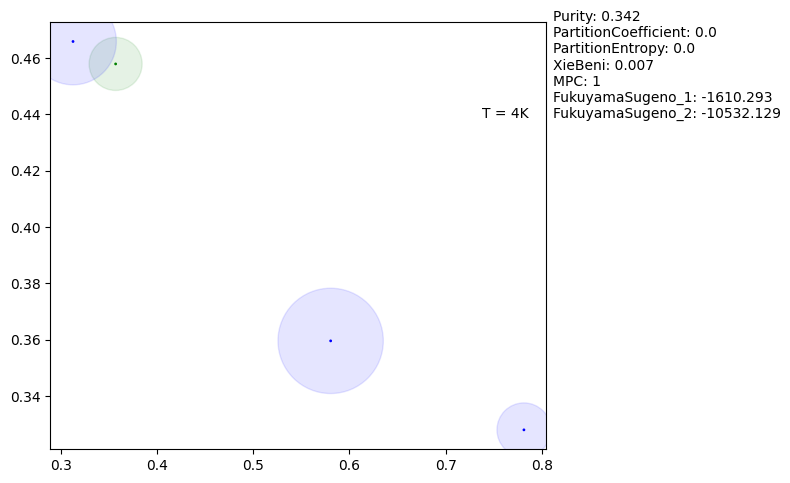 Purity: 0.342
PartitionCoefficient: 0.0
PartitionEntropy: 0.0
XieBeni: 0.007
MPC: 1
FukuyamaSugeno_1: -1610.293
FukuyamaSugeno_2: -10532.129
T = 4K
0.46
0.44
0.42
0.40
0.38
0.36
0.34
0.3 0.4 0.5 0.6 0.7 0.8